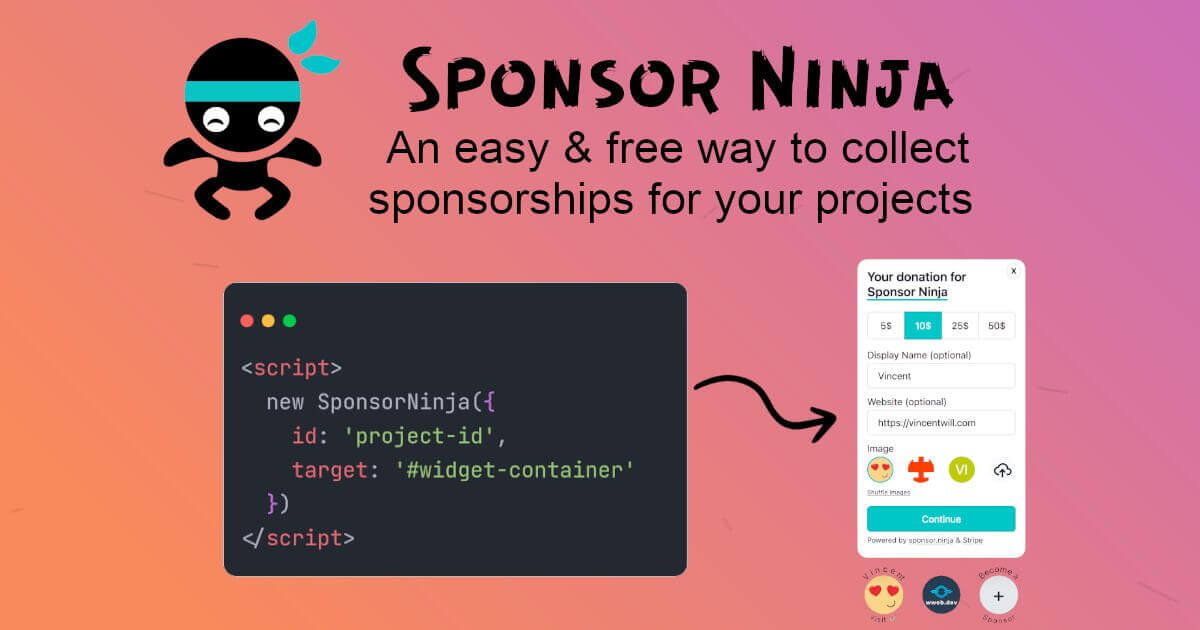 Sponsor Ninja
An easy & free way to collect
sponsorships for your projects
<script>
new SponsorNinja({
id: 'project-id',
target: '#widget-container'
})
</script>
x
Your donation for
Sponsor Ninja
5$ 10$ 25$ 50$
Display Name (optional)
Vincent
Website (optional)
https://vincentwill.com
Image
VI
Shuffle Images
Continue
Powered by sponsor.ninja & Stripe
Vincent
visit
wweb.dev
Become a
+
Sponsor